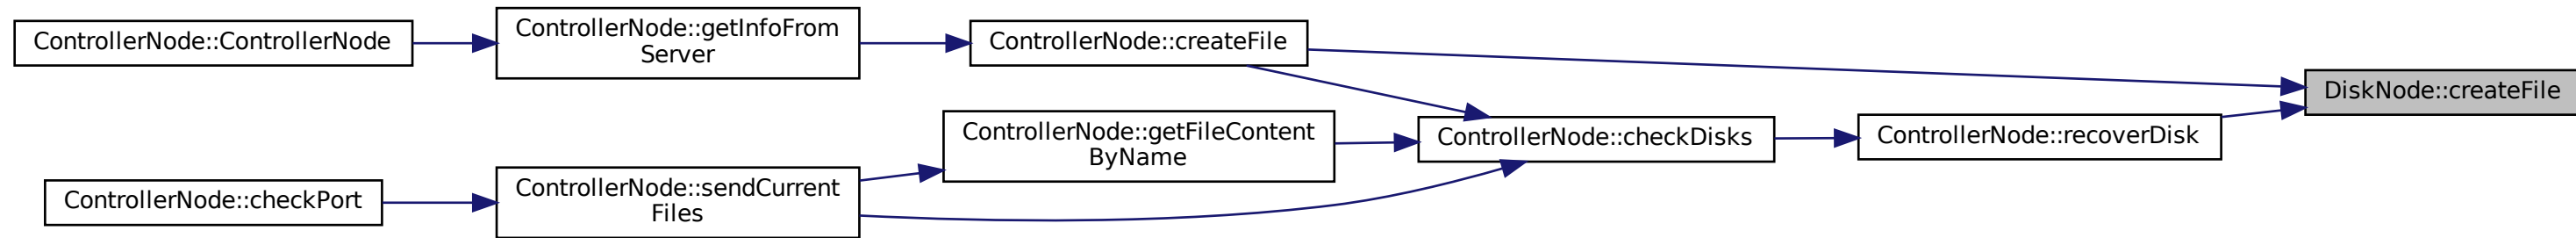 ControllerNode::ControllerNode
ControllerNode::getInfoFrom
Server
ControllerNode::createFile
DiskNode::createFile
ControllerNode::getFileContent
ByName
ControllerNode::checkDisks
ControllerNode::recoverDisk
ControllerNode::checkPort
ControllerNode::sendCurrent
Files